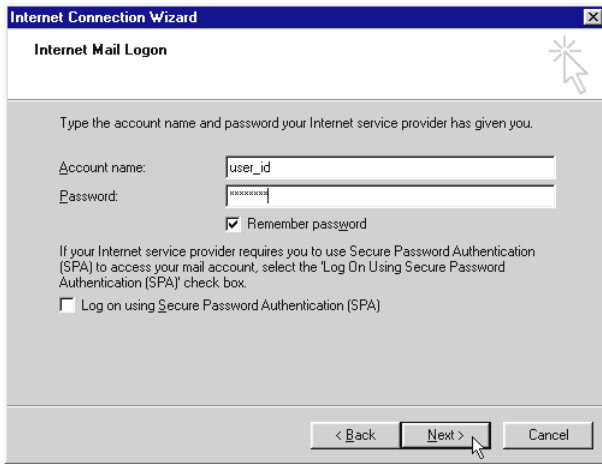 Internet Connection Wizard
Internet Mail Logon
Type the account name and password your Internet service provider has given you.
Account name: user_id
Password: ********
Remember password
If your Internet service provider requires you to use Secure Password Authentication
(SPA) to access your mail account, select the 'Log On Using Secure Password
Authentication (SPA)' check box.
Log on using Secure Password Authentication (SPA)
< Back Next > Cancel